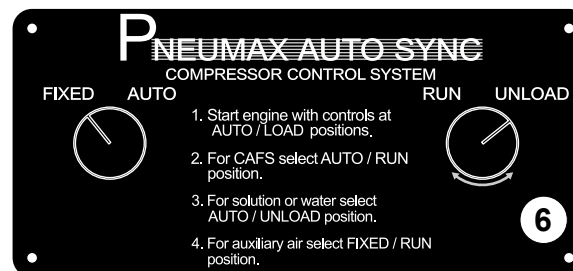 PNEUMAX AUTO SYNC
COMPRESSOR CONTROL SYSTEM
FIXED AUTO
RUN UNLOAD
1. Start engine with controls at
AUTO / LOAD positions.
2. For CAFS select AUTO / RUN
position.
3. For solution or water select
AUTO / UNLOAD position.
4. For auxiliary air select FIXED / RUN
position.
6